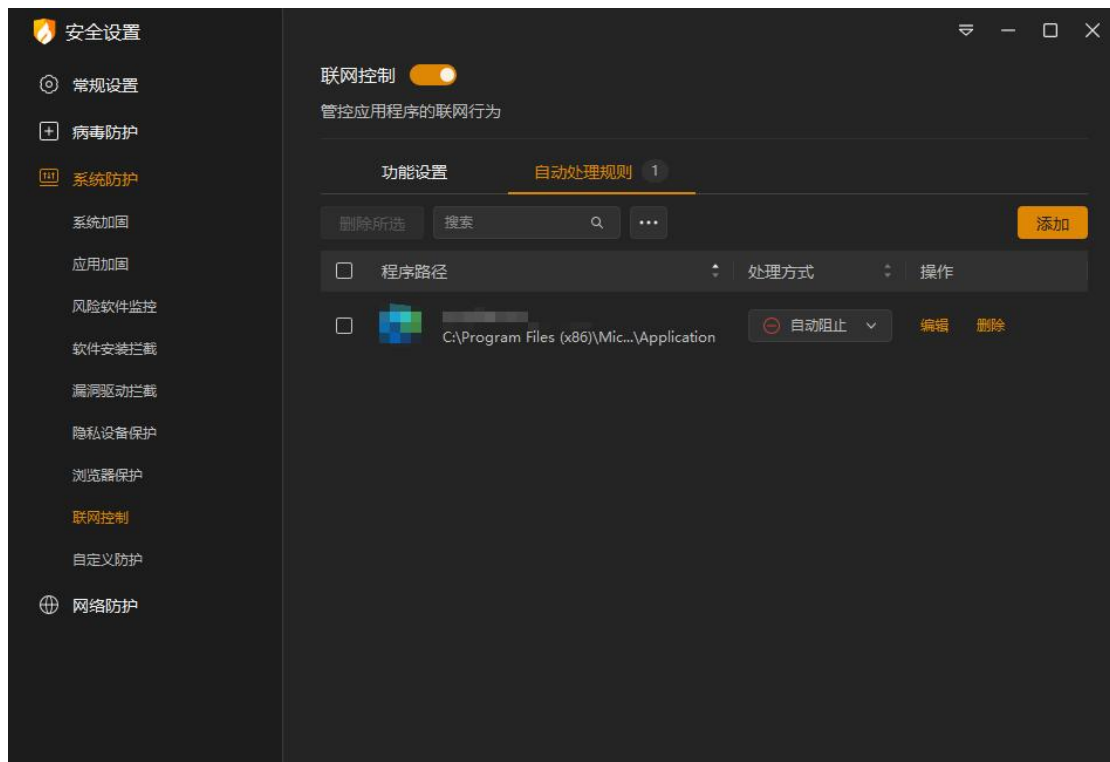 安全设置
常规设置
病毒防护
系统防护
系统加固
应用加固
风险软件监控
软件安装拦截
漏洞驱动拦截
隐私设备保护
浏览器保护
联网控制
自定义防护
网络防护
联网控制
管控应用程序的联网行为
功能设置 自动处理规则 1
删除所选 搜索 添加
程序路径 处理方式 操作
C:\Program Files (x86)\Mic...\Application 自动阻止 编辑 删除